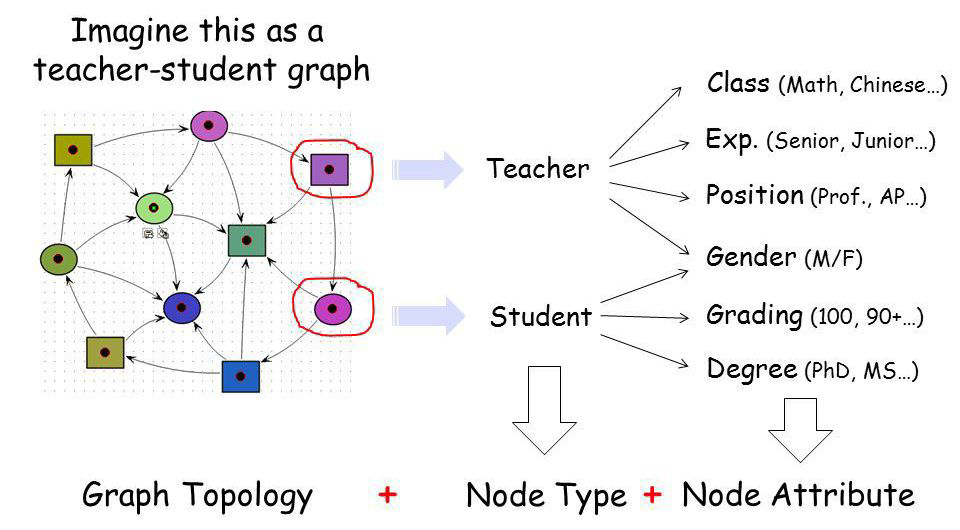 Imagine this as a
teacher-student graph
Teacher
Student
Class (Math, Chinese...)
Exp. (Senior, Junior...)
Position (Prof., AP...)
Gender (M/F)
Grading (100, 90+...)
Degree (PhD, MS...)
Graph Topology + Node Type + Node Attribute